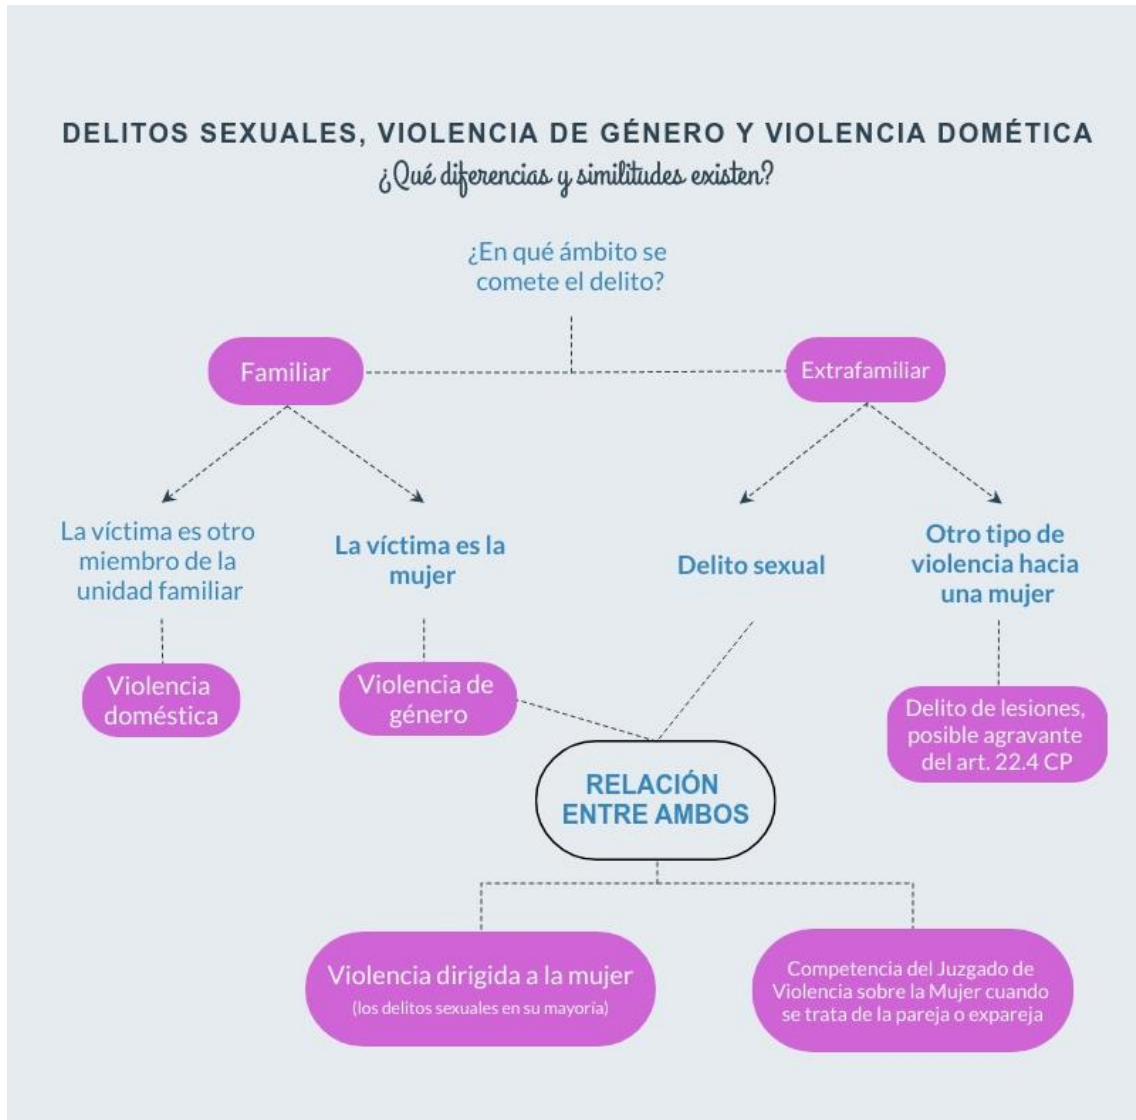 DELITOS SEXUALES, VIOLENCIA DE GÉNERO Y VIOLENCIA DOMÉTICA
¿Qué diferencias y similitudes existen?
¿En qué ámbito se
comete el delito?
Familiar
Extrafamiliar
La víctima es otro
miembro de la
unidad familiar
La víctima es la
mujer
Delito sexual
Otro tipo de
violencia hacia
una mujer
Violencia
doméstica
Violencia de
género
Delito de lesiones,
posible agravante
del art. 22.4 CP
RELACIÓN
ENTRE AMBOS
Violencia dirigida a la mujer
(los delitos sexuales en su mayoría)
Competencia del Juzgado de
Violencia sobre la Mujer cuando
se trata de la pareja o expareja